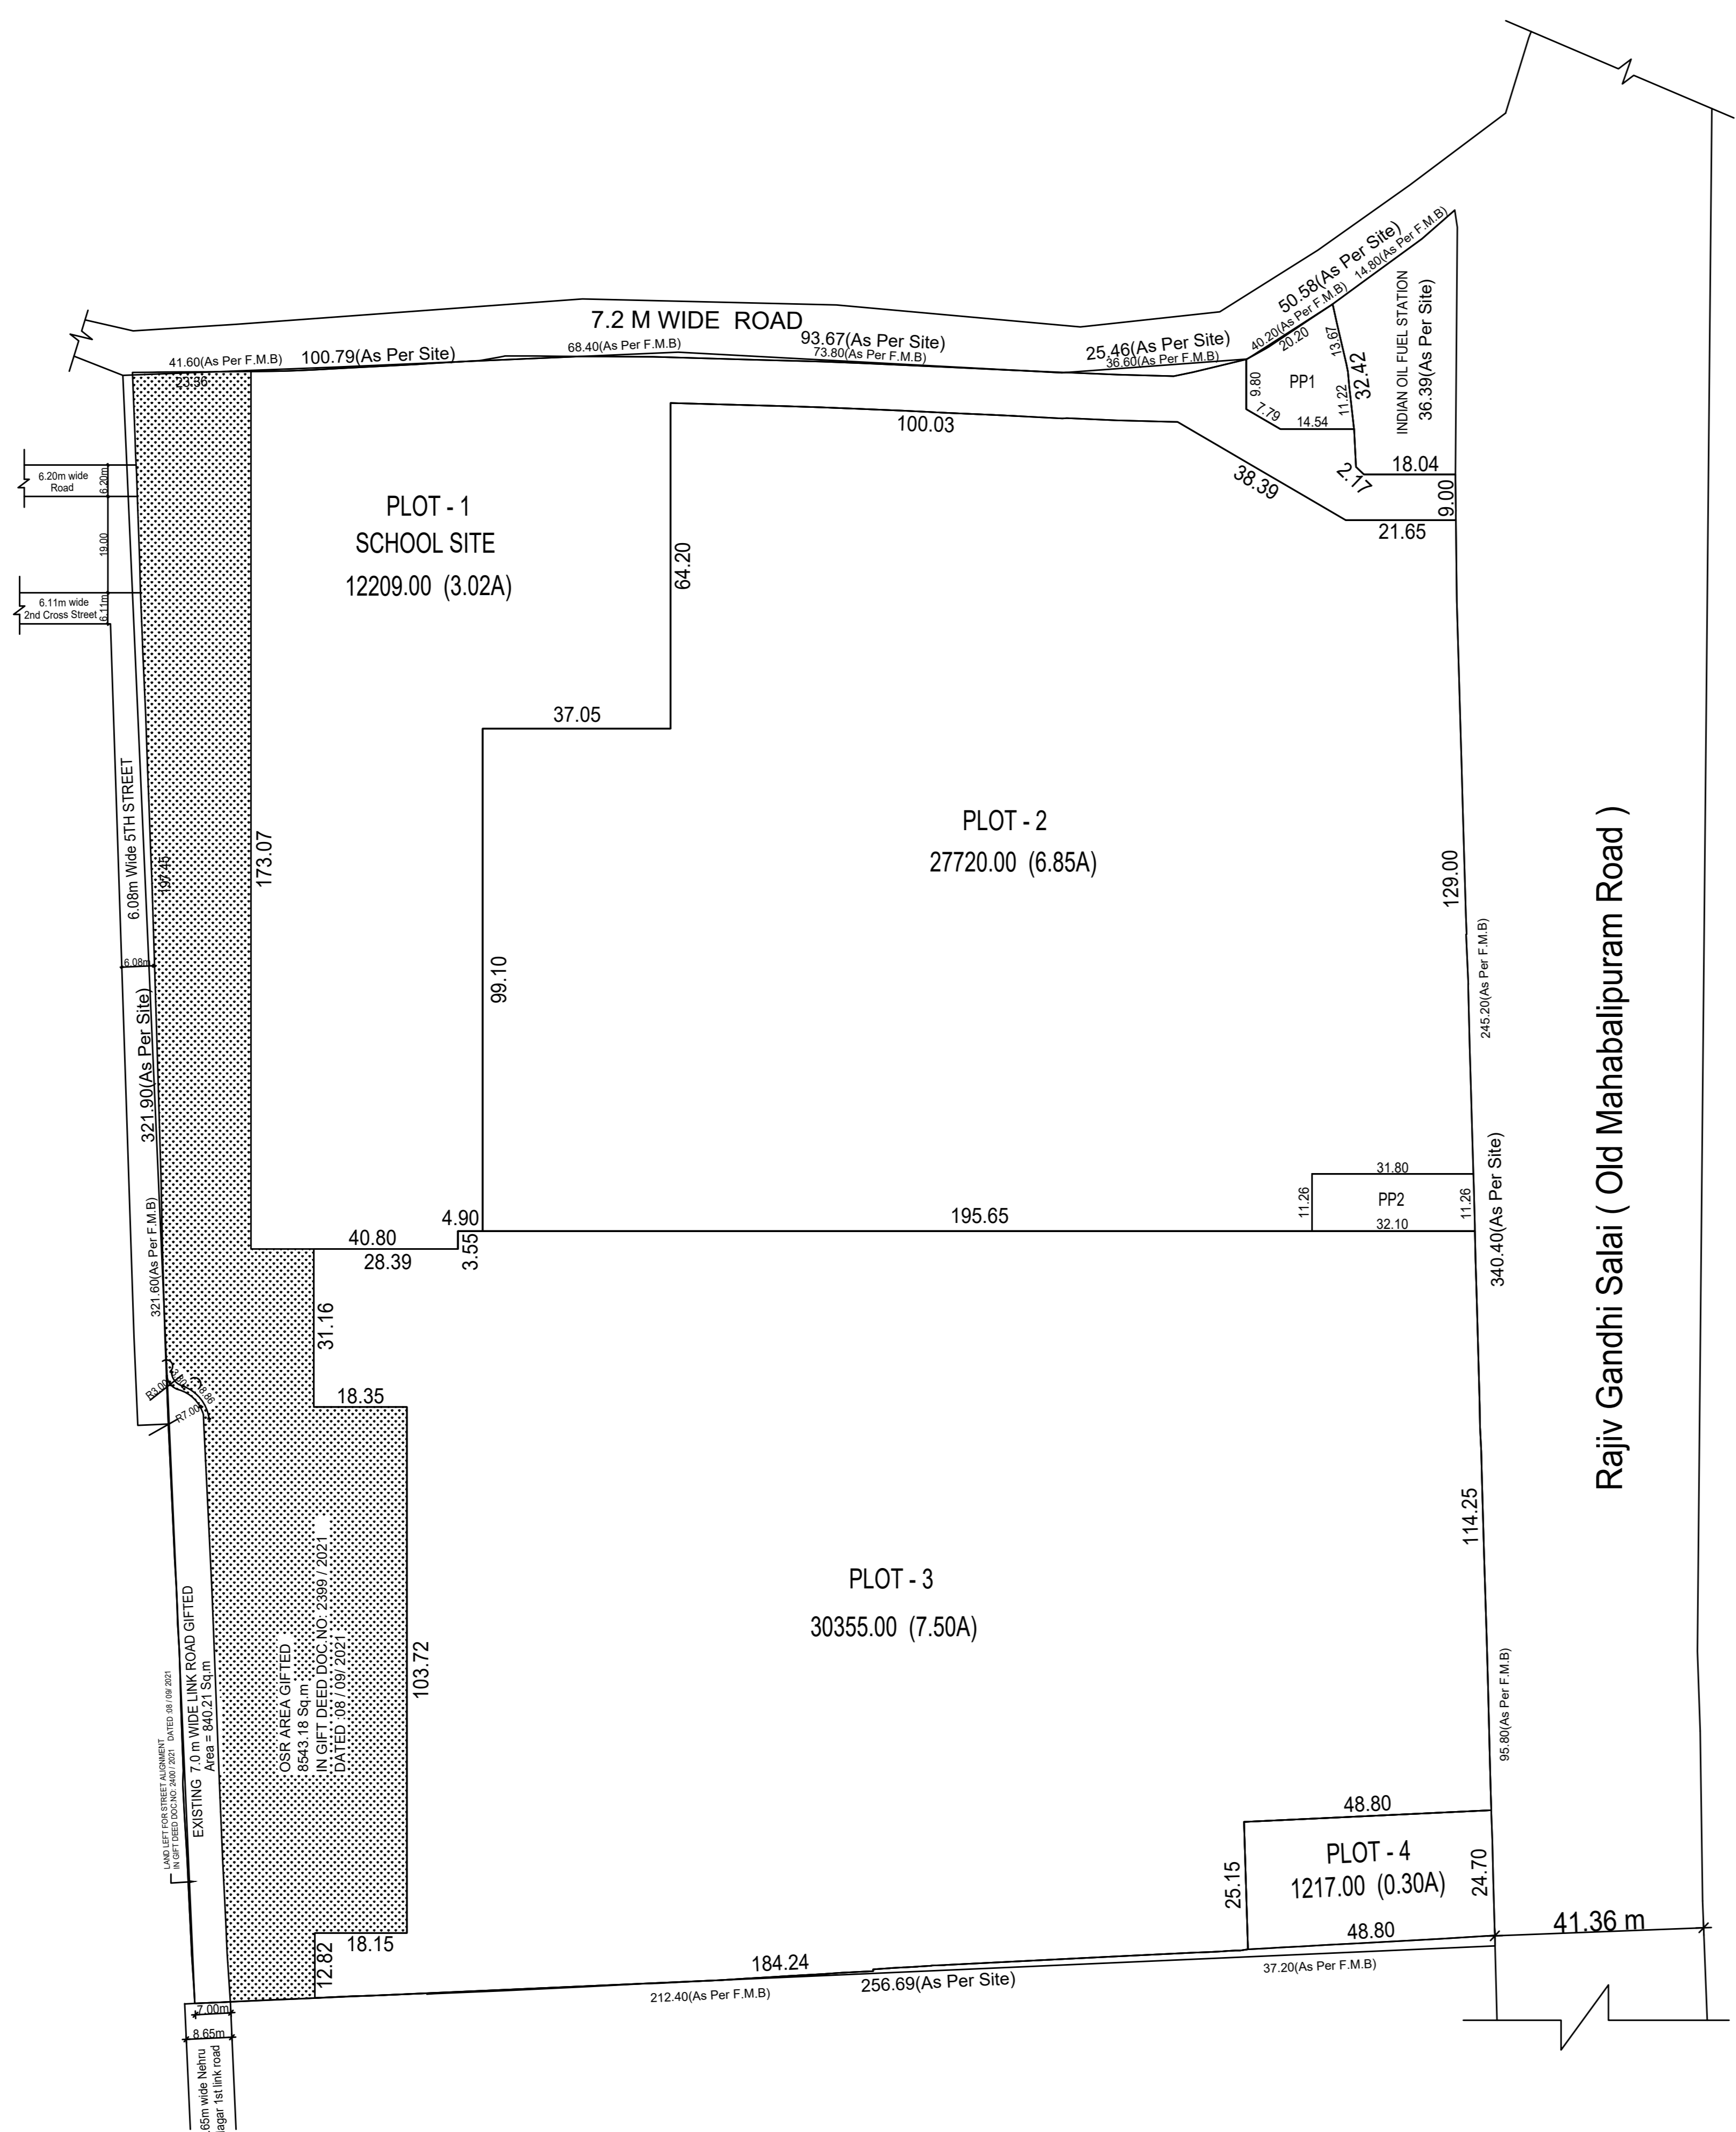 50.58(As Per Site)
14.80(As Per F.M.B)
40.20(As Per F.M.B)
20.20
7.2 M WIDE ROAD
93.67(As Per Site)
73.80(As Per F.M.B)
68.40(As Per F.M.B)
25.46(As Per Site)
36.60(As Per F.M.B)
41.60(As Per F.M.B)
100.79(As Per Site)
23.36
13.67
32.42
INDIAN OIL FUEL STATION
36.39(As Per Site)
PP1
9.80
11.22
7.79
14.54
100.03
38.39
2.17
18.04
9.00
21.65
6.20m wide
Road
6.20m
19.00
6.11m wide
2nd Cross Street
6.11m
PLOT - 1
SCHOOL SITE
12209.00 (3.02A)
64.20
37.05
6.08m Wide 5TH STREET
197.45
173.07
99.10
PLOT - 2
27720.00 (6.85A)
129.00
245.20(As Per F.M.B)
Rajiv Gandhi Salai ( Old Mahabalipuram Road )
6.08m
321.90(As Per Site)
321.60(As Per F.M.B)
31.80
11.26
PP2
11.26
32.10
340.40(As Per Site)
4.90
195.65
40.80
3.55
28.39
31.16
R3.00
R7.00
18.35
114.25
PLOT - 3
30355.00 (7.50A)
EXISTING 7.0 m WIDE LINK ROAD GIFTED
Area = 840.21 Sq.m
LAND LEFT FOR STREET ALIGNMENT
IN GIFT DEED DOC.NO: 2400 / 2021 DATED :08 / 09/ 2021
OSR AREA GIFTED
8543.18 Sq.m
IN GIFT DEED DOC.NO: 2399 / 2021
DATED :08 / 09/ 2021
103.72
95.80(As Per F.M.B)
48.80
PLOT - 4
1217.00 (0.30A)
25.15
24.70
48.80
41.36 m
18.15
12.82
184.24
256.69(As Per Site)
212.40(As Per F.M.B)
37.20(As Per F.M.B)
7.00m
8.65m
.65m wide Nehru
agar 1st link road